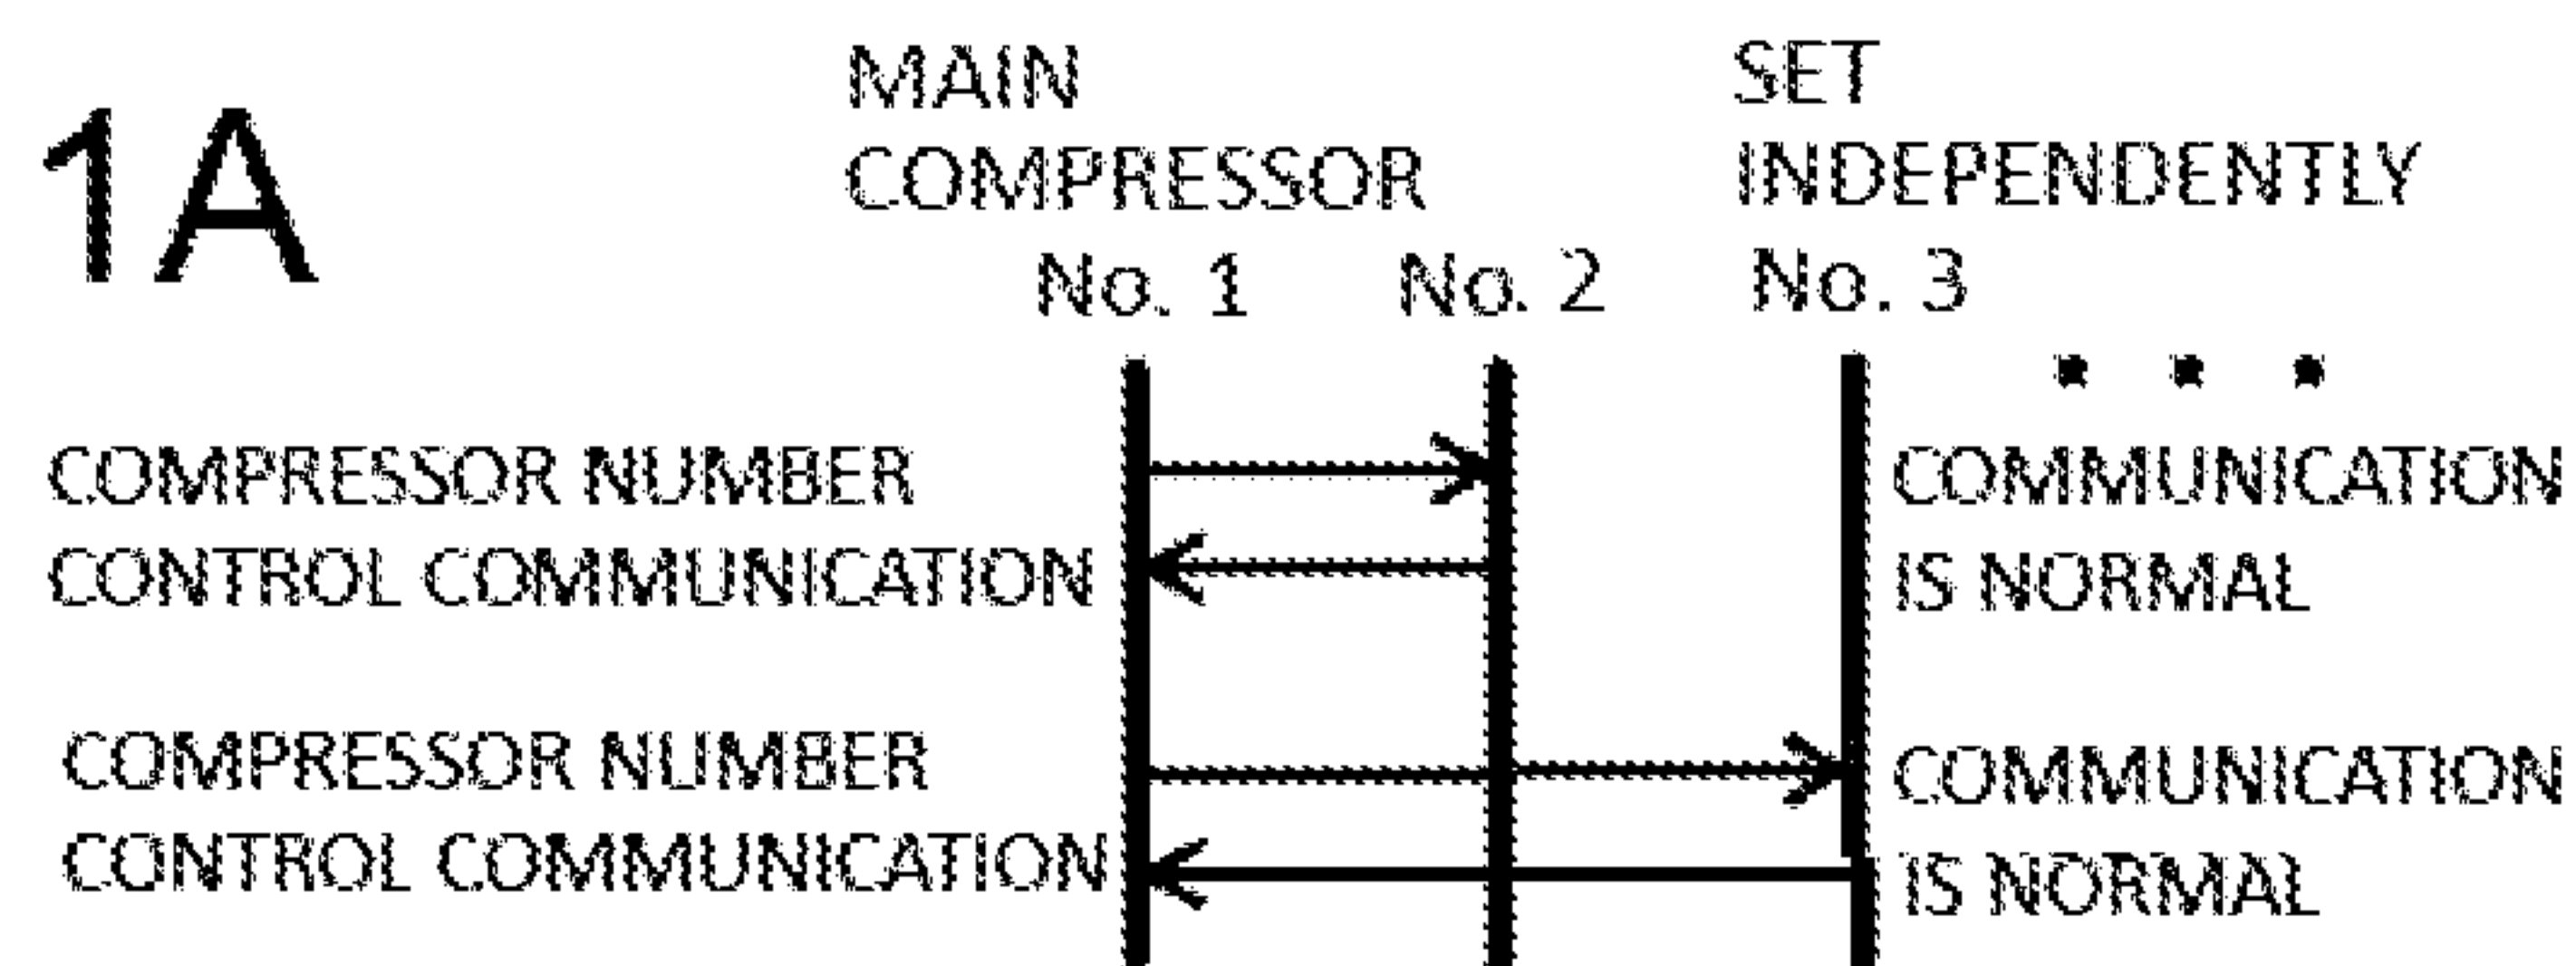 1A
MAIN
COMPRESSOR
SET
INDEPENDENTLY
No. 1 No. 2 No. 3
COMPRESSOR NUMBER
CONTROL COMMUNICATION
COMMUNICATION
IS NORMAL
COMPRESSOR NUMBER
CONTROL COMMUNICATION
COMMUNICATION
IS NORMAL